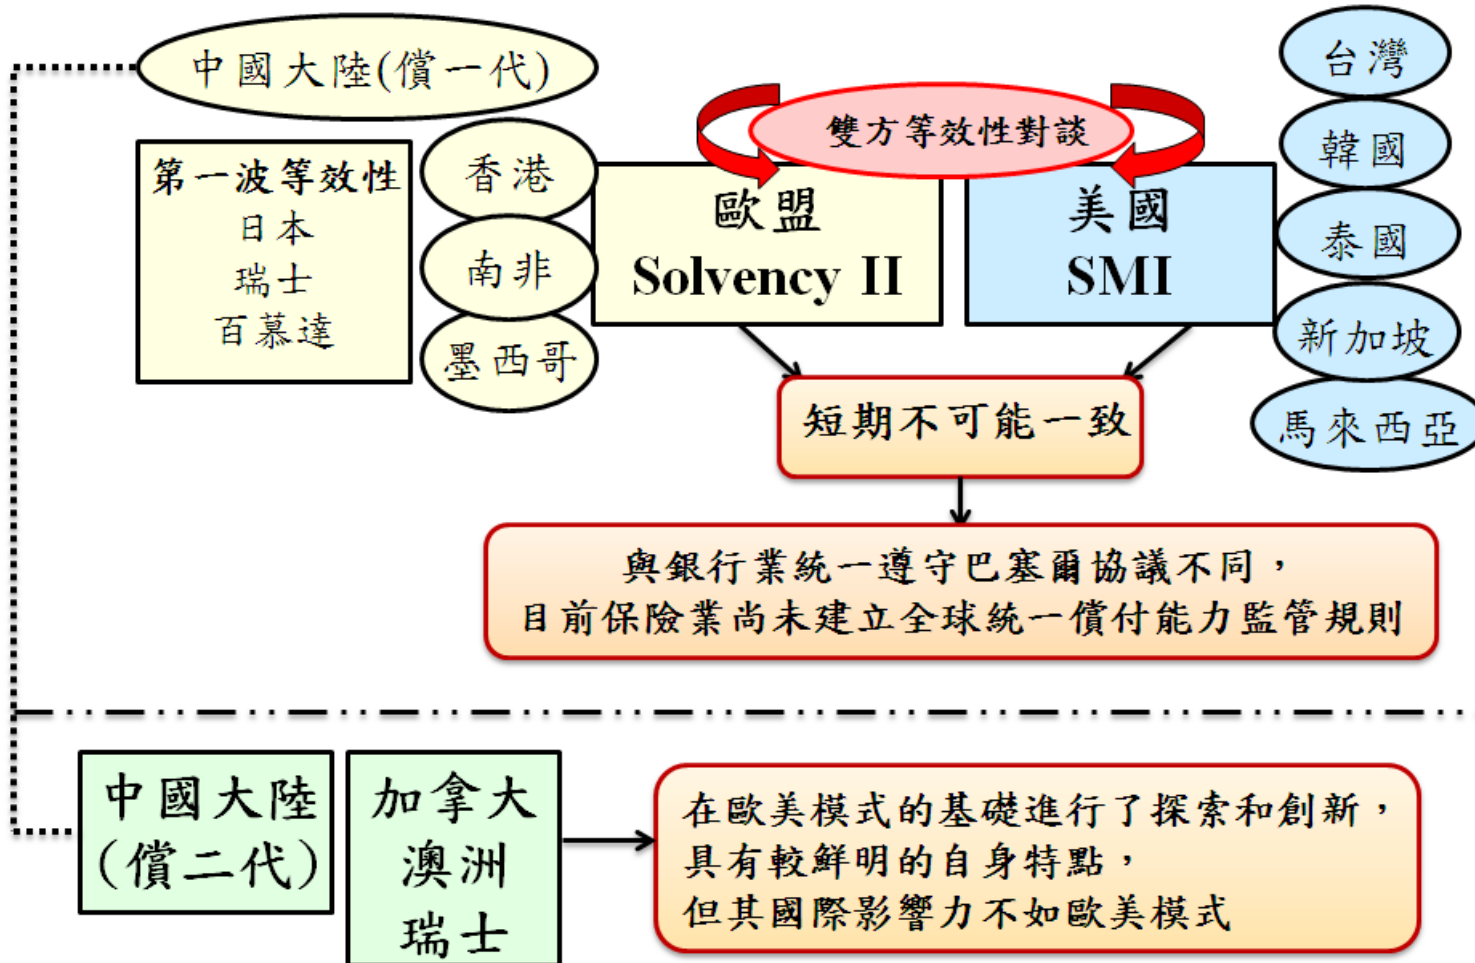 中國大陸(償一代)
第一波等效性
日本
瑞士
百慕達
香港
南非
墨西哥
雙方等效性對談
歐盟
Solvency II
美國
SMI
台灣
韓國
泰國
新加坡
馬來西亞
短期不可能一致
與銀行業統一遵守巴塞爾協議不同，
目前保險業尚未建立全球統一償付能力監管規則
中國大陸
(償二代)
加拿大
澳洲
瑞士
在歐美模式的基礎進行了探索和創新，
具有較鮮明的自身特點，
但其國際影響力不如歐美模式